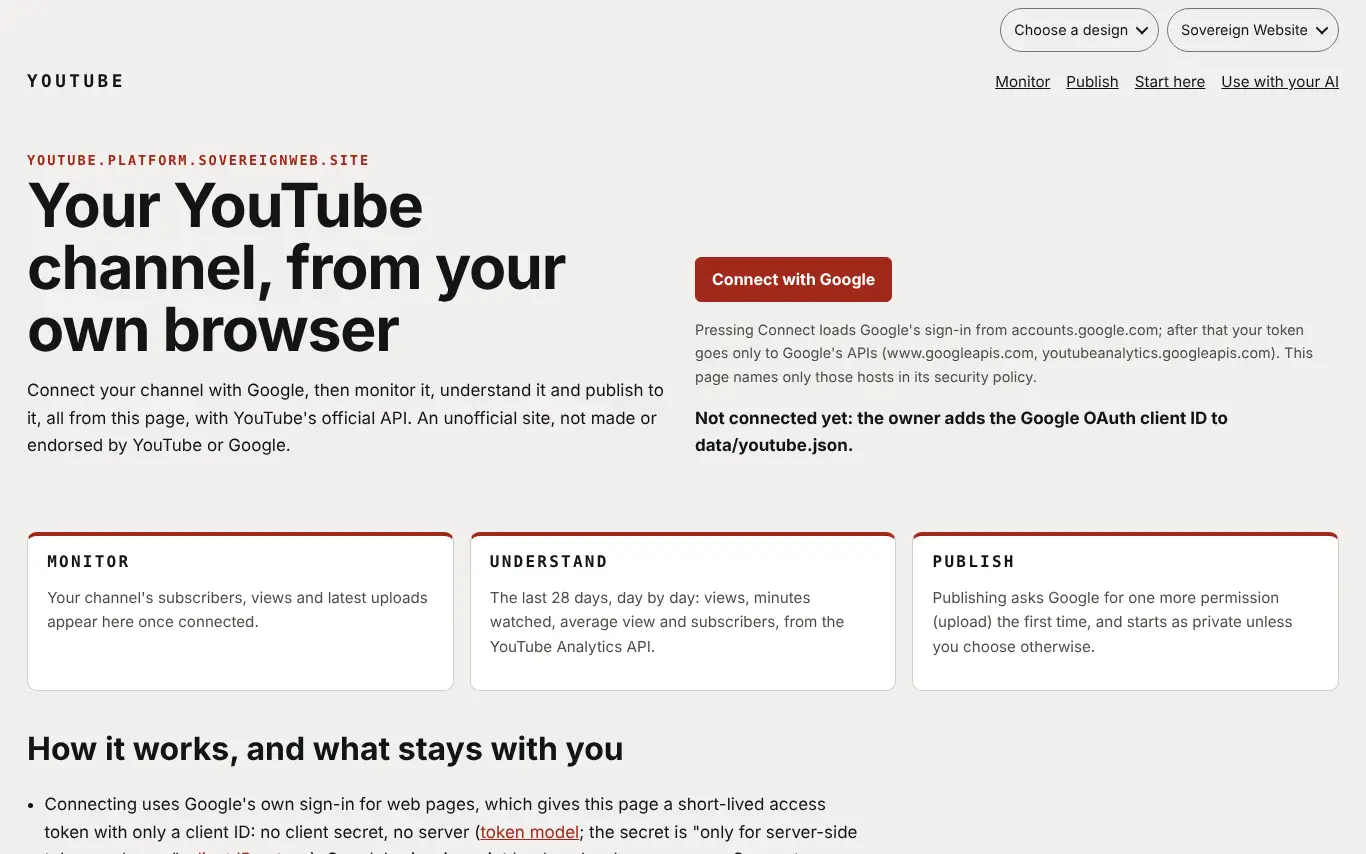 Choose a design
Sovereign Website
YOUTUBE
Monitor Publish Start here Use with your AI
YOUTUBE.PLATFORM.SOVEREIGNWEB.SITE
Your YouTube
channel, from your
own browser
Connect your channel with Google, then monitor it, understand it and publish to
it, all from this page, with YouTube's official API. An unofficial site, not made or
endorsed by YouTube or Google.
Connect with Google
Pressing Connect loads Google's sign-in from accounts.google.com; after that your token
goes only to Google's APIs (www.googleapis.com, youtubeanalytics.googleapis.com). This
page names only those hosts in its security policy.
Not connected yet: the owner adds the Google OAuth client ID to
data/youtube.json.
MONITOR
Your channel's subscribers, views and latest uploads
appear here once connected.
UNDERSTAND
The last 28 days, day by day: views, minutes
watched, average view and subscribers, from the
YouTube Analytics API.
PUBLISH
Publishing asks Google for one more permission
(upload) the first time, and starts as private unless
you choose otherwise.
How it works, and what stays with you
• Connecting uses Google's own sign-in for web pages, which gives this page a short-lived access
token with only a client ID: no client secret, no server (token model; the secret is "only for server-side